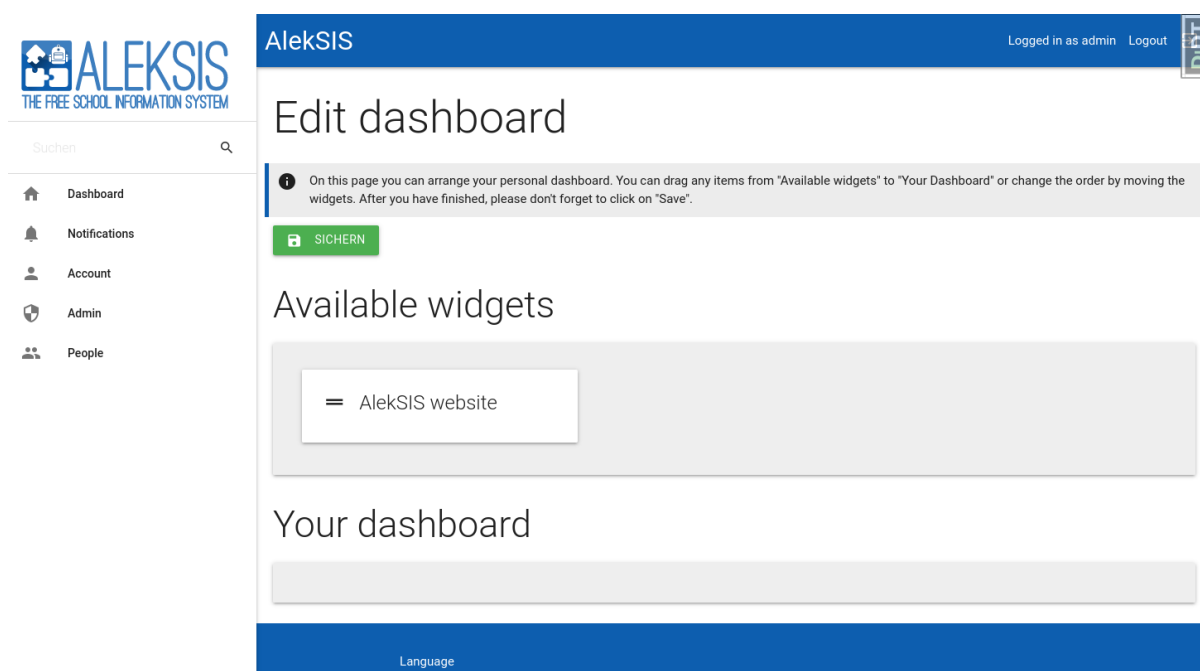 ALEKSIS
THE FREE SCHOOL INFORMATION SYSTEM
Suchen
Dashboard
Notifications
Account
Admin
People
AlekSIS
Logged in as admin Logout
DjDT
Edit dashboard
On this page you can arrange your personal dashboard. You can drag any items from "Available widgets" to "Your Dashboard" or change the order by moving the
widgets. After you have finished, please don't forget to click on "Save".
SICHERN
Available widgets
AlekSIS website
Your dashboard
Language